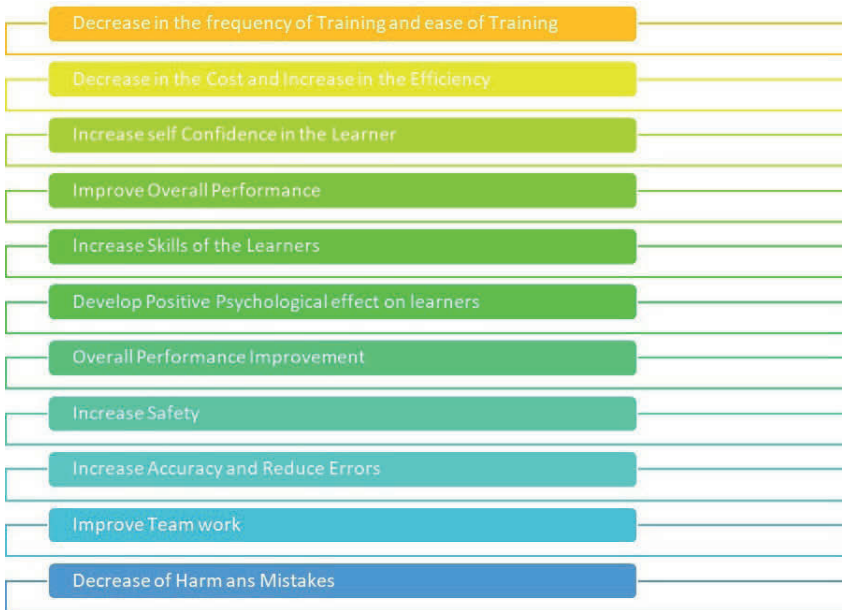 Decrease in the frequency of Training and ease of Training
Decrease in the Cost and Increase in the Efficiency
Increase self Confidence in the Learner
Improve Overall Performance
Increase Skills of the Learners
Develop Positive Psychological effect on learners
Overall Performance Improvement
Increase Safety
Increase Accuracy and Reduce Errors
Improve Team work
Decrease of Harm ans Mistakes